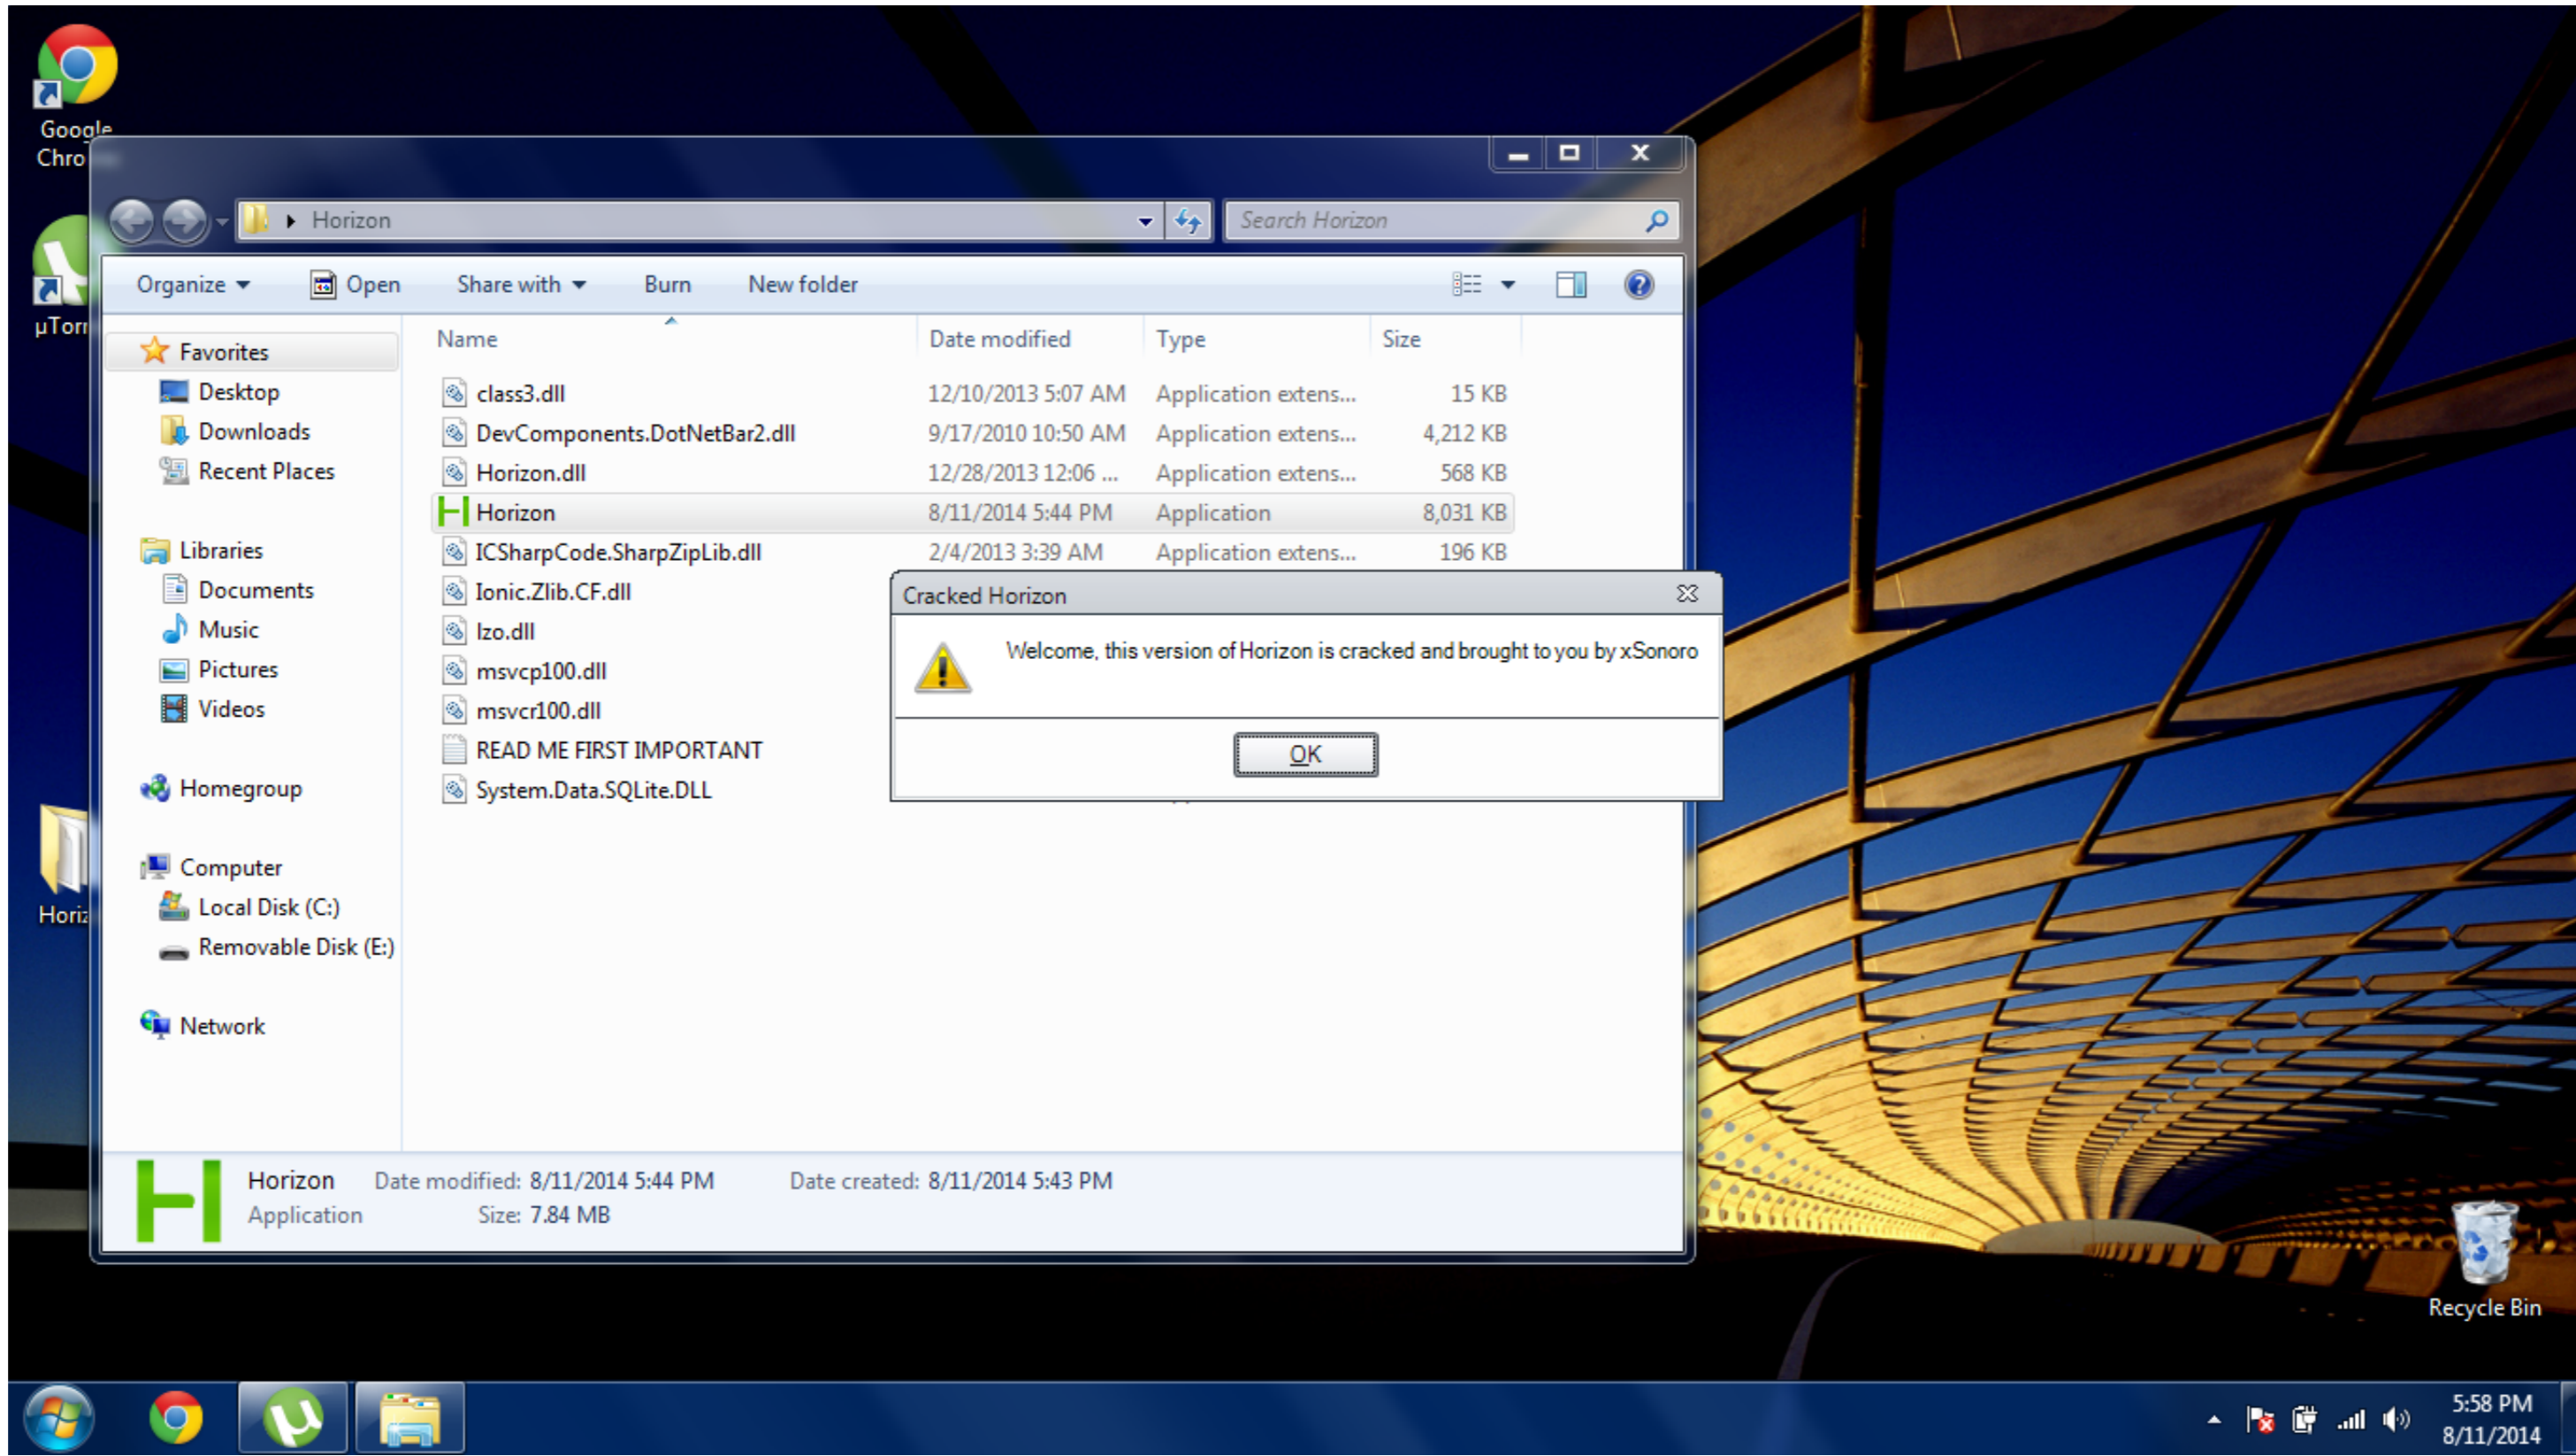 Google
Chro
µTorr
Horiz
Horizon
Search Horizon
Organize
Open
Share with
Burn
New folder
Name
Date modified
Type
Size
Favorites
Desktop
Downloads
Recent Places
Libraries
Documents
Music
Pictures
Videos
Homegroup
Computer
Local Disk (C:)
Removable Disk (E:)
Network
class3.dll 12/10/2013 5:07 AM Application extens... 15 KB
DevComponents.DotNetBar2.dll 9/17/2010 10:50 AM Application extens... 4,212 KB
Horizon.dll 12/28/2013 12:06 ... Application extens... 568 KB
Horizon 8/11/2014 5:44 PM Application 8,031 KB
ICSharpCode.SharpZipLib.dll 2/4/2013 3:39 AM Application extens... 196 KB
Ionic.Zlib.CF.dll
lzo.dll
msvcp100.dll
msvcr100.dll
READ ME FIRST IMPORTANT
System.Data.SQLite.DLL
Cracked Horizon
Welcome, this version of Horizon is cracked and brought to you by xSonoro
OK
Horizon Date modified: 8/11/2014 5:44 PM Date created: 8/11/2014 5:43 PM
Application Size: 7.84 MB
Recycle Bin
5:58 PM
8/11/2014